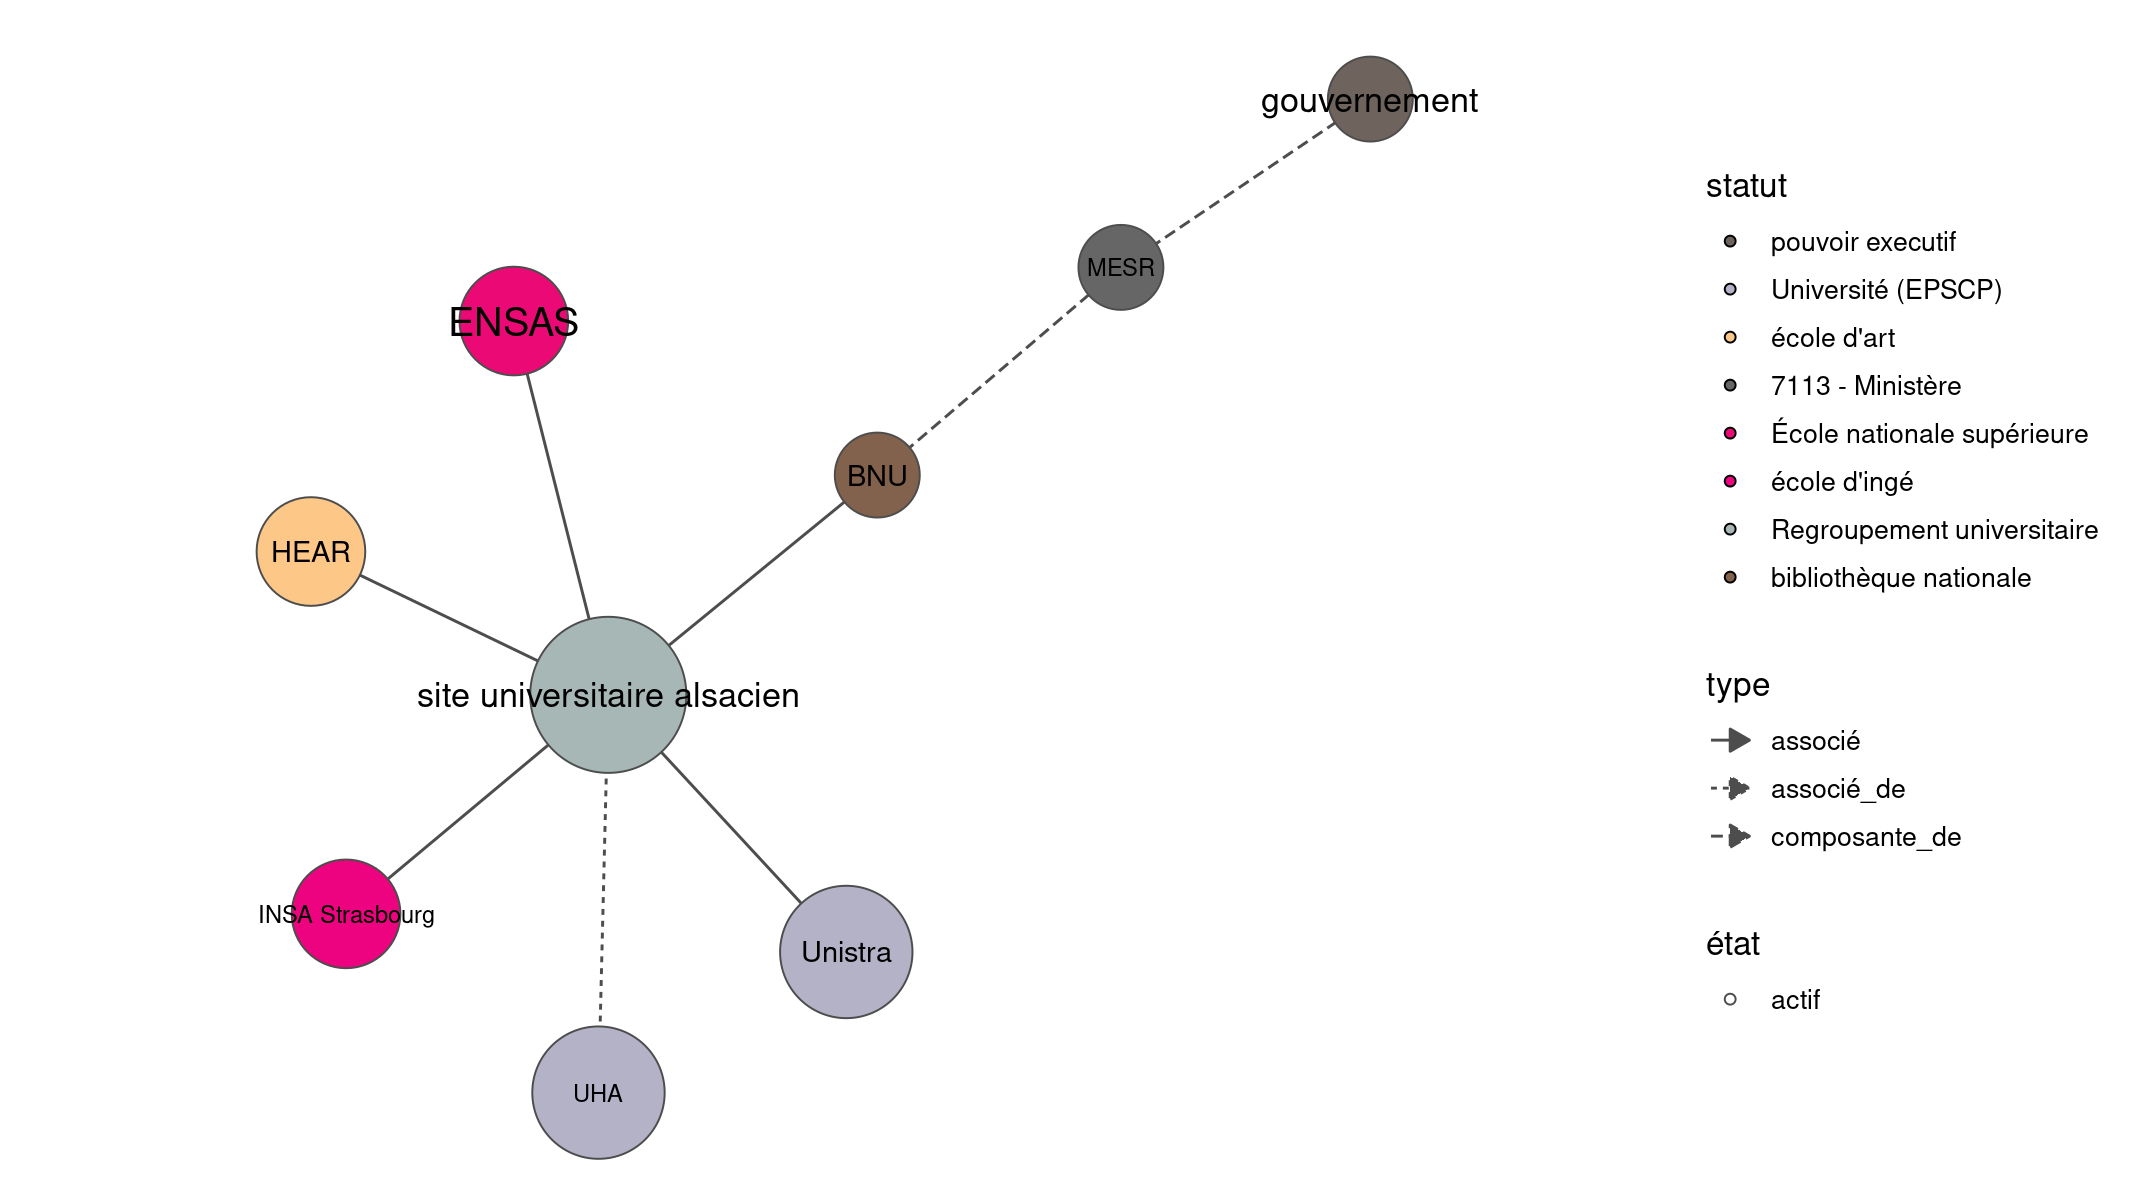 gouvernement
MESR
ENSAS
BNU
HEAR
site universitaire alsacien
INSA Strasbourg
Unistra
UHA
statut
pouvoir executif
Université (EPSCP)
école d'art
7113 - Ministère
École nationale supérieure
école d'ingé
Regroupement universitaire
bibliothèque nationale
type
associé
associé_de
composante_de
état
actif